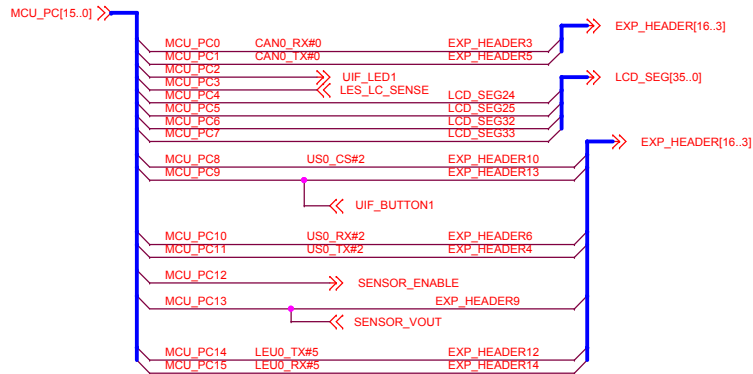 MCU_PC[15..0]
EXP_HEADER[16..3]
MCU_PC0 CAN0_RX#0 EXP_HEADER3
MCU_PC1 CAN0_TX#0 EXP_HEADER5
MCU_PC2 UIF_LED1
LCD_SEG[35..0]
MCU_PC3 LES_LC_SENSE
MCU_PC4 LCD_SEG24
MCU_PC5 LCD_SEG25
MCU_PC6 LCD_SEG32
MCU_PC7 LCD_SEG33
EXP_HEADER[16..3]
MCU_PC8 US0_CS#2 EXP_HEADER10
MCU_PC9 EXP_HEADER13
UIF_BUTTON1
MCU_PC10 US0_RX#2 EXP_HEADER6
MCU_PC11 US0_TX#2 EXP_HEADER4
MCU_PC12 SENSOR_ENABLE
MCU_PC13 EXP_HEADER9
SENSOR_VOUT
MCU_PC14 LEU0_TX#5 EXP_HEADER12
MCU_PC15 LEU0_RX#5 EXP_HEADER14